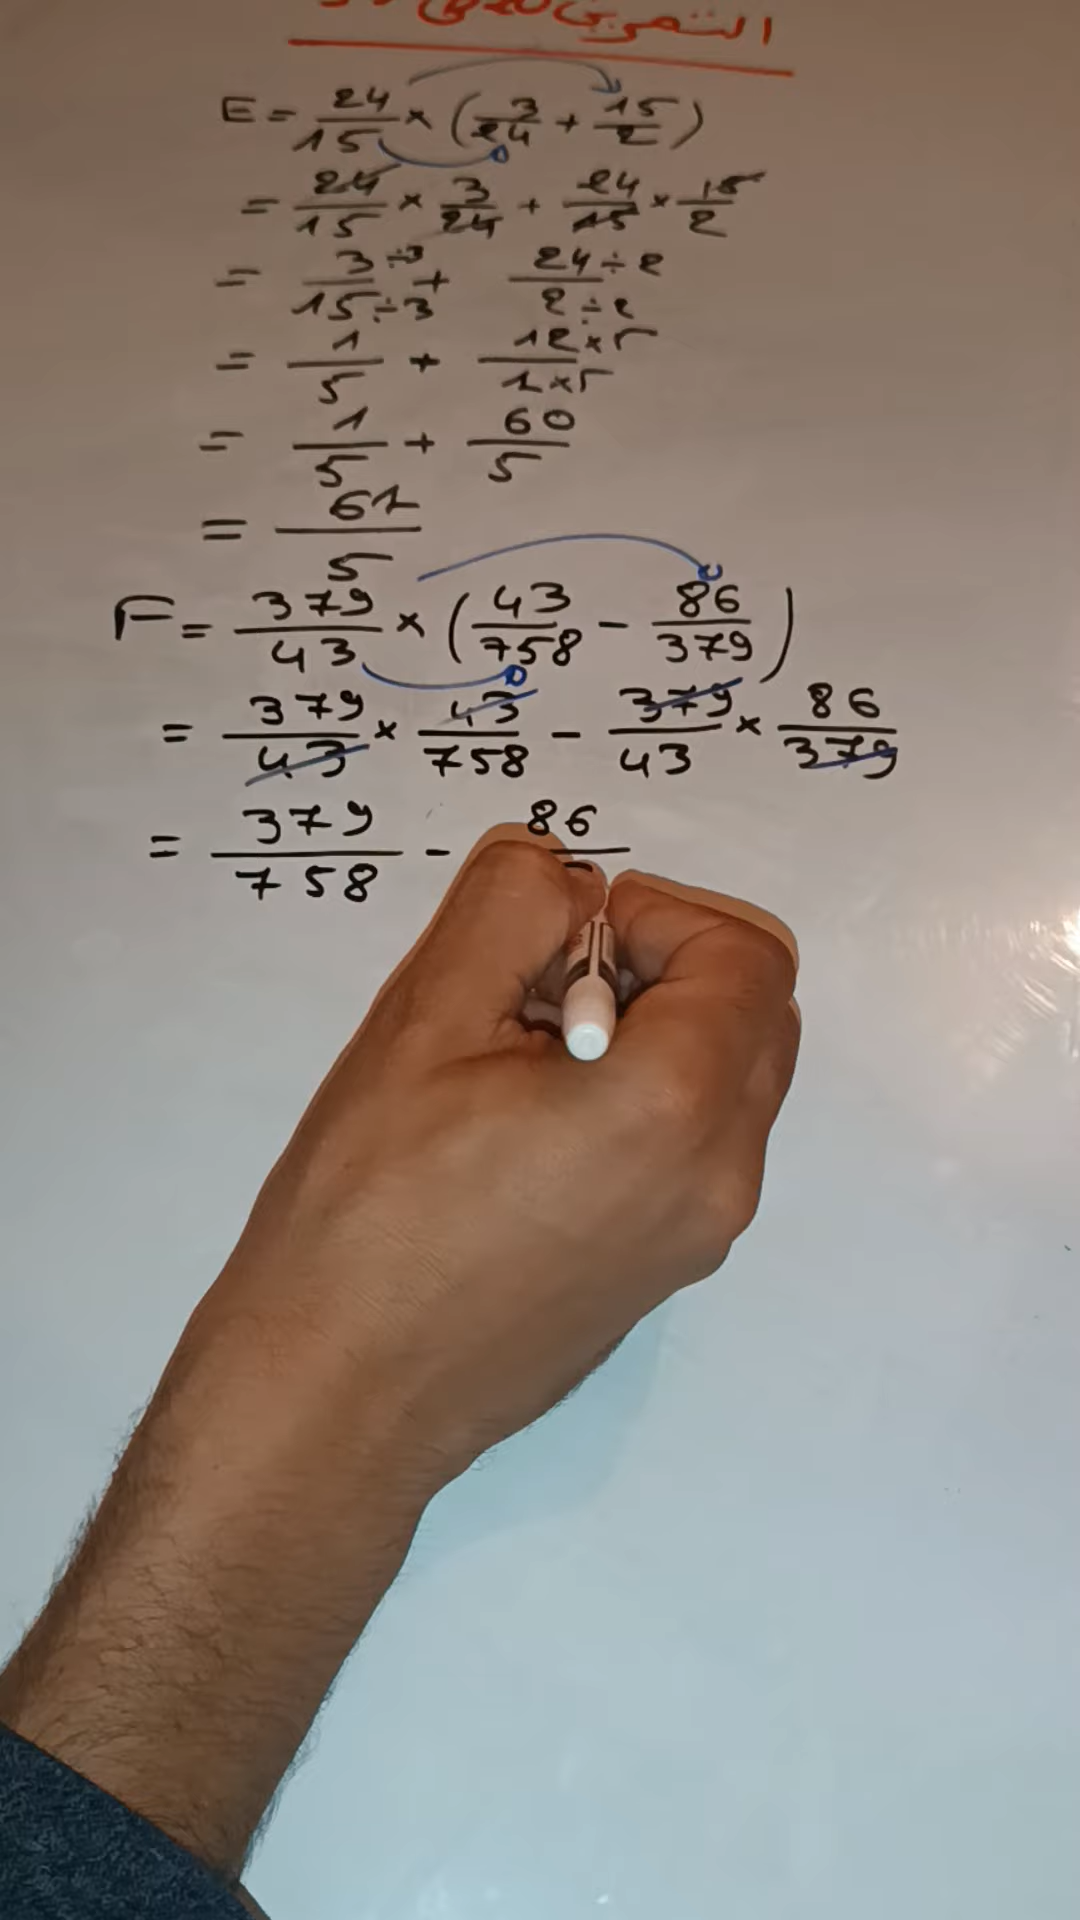 التمرين
E = 24/15 × (3/24 + 15/2)
= 24/15 × 3/24 + 24/15 × 15/2
= 3÷3/15÷3 + 24÷2/2÷2
= 1/5 + 12×5/1×5
= 1/5 + 60/5
= 61/5
F = 379/43 × (43/758 - 86/379)
= 379/43 × 43/758 - 379/43 × 86/379
= 379/758 - 86